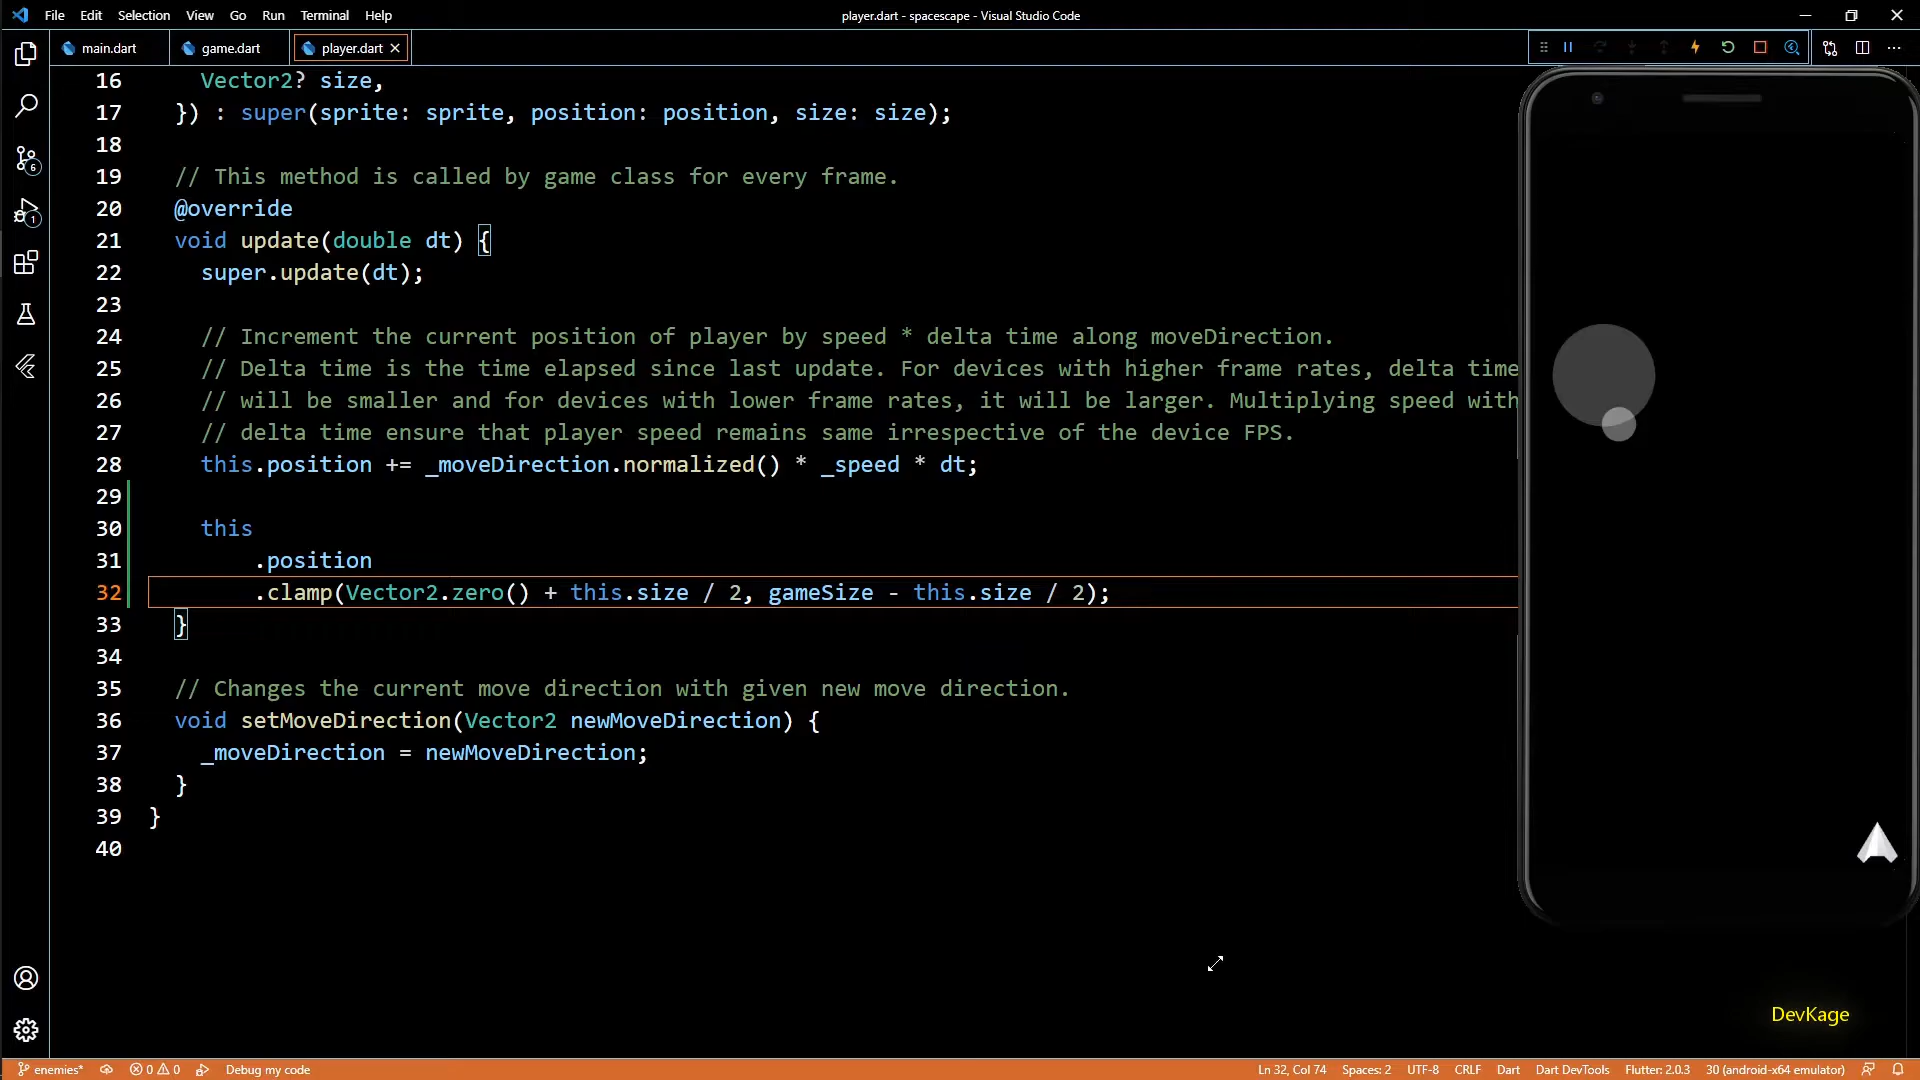 File Edit Selection View Go Run Terminal Help
player.dart - spacescape - Visual Studio Code
main.dart game.dart player.dart
16 Vector2? size,
17 }) : super(sprite: sprite, position: position, size: size);
18
19 // This method is called by game class for every frame.
20 @override
21 void update(double dt) {
22 super.update(dt);
23
24 // Increment the current position of player by speed * delta time along moveDirection.
25 // Delta time is the time elapsed since last update. For devices with higher frame rates, delta time
26 // will be smaller and for devices with lower frame rates, it will be larger. Multiplying speed with
27 // delta time ensure that player speed remains same irrespective of the device FPS.
28 this.position += _moveDirection.normalized() * _speed * dt;
29
30 this
31 .position
32 .clamp(Vector2.zero() + this.size / 2, gameSize - this.size / 2);
33 }
34
35 // Changes the current move direction with given new move direction.
36 void setMoveDirection(Vector2 newMoveDirection) {
37 _moveDirection = newMoveDirection;
38 }
39 }
40
6
1
DevKage
enemies* 0 0 Debug my code Ln 32, Col 74 Spaces: 2 UTF-8 CRLF Dart Dart DevTools Flutter: 2.0.3 30 (android-x64 emulator)